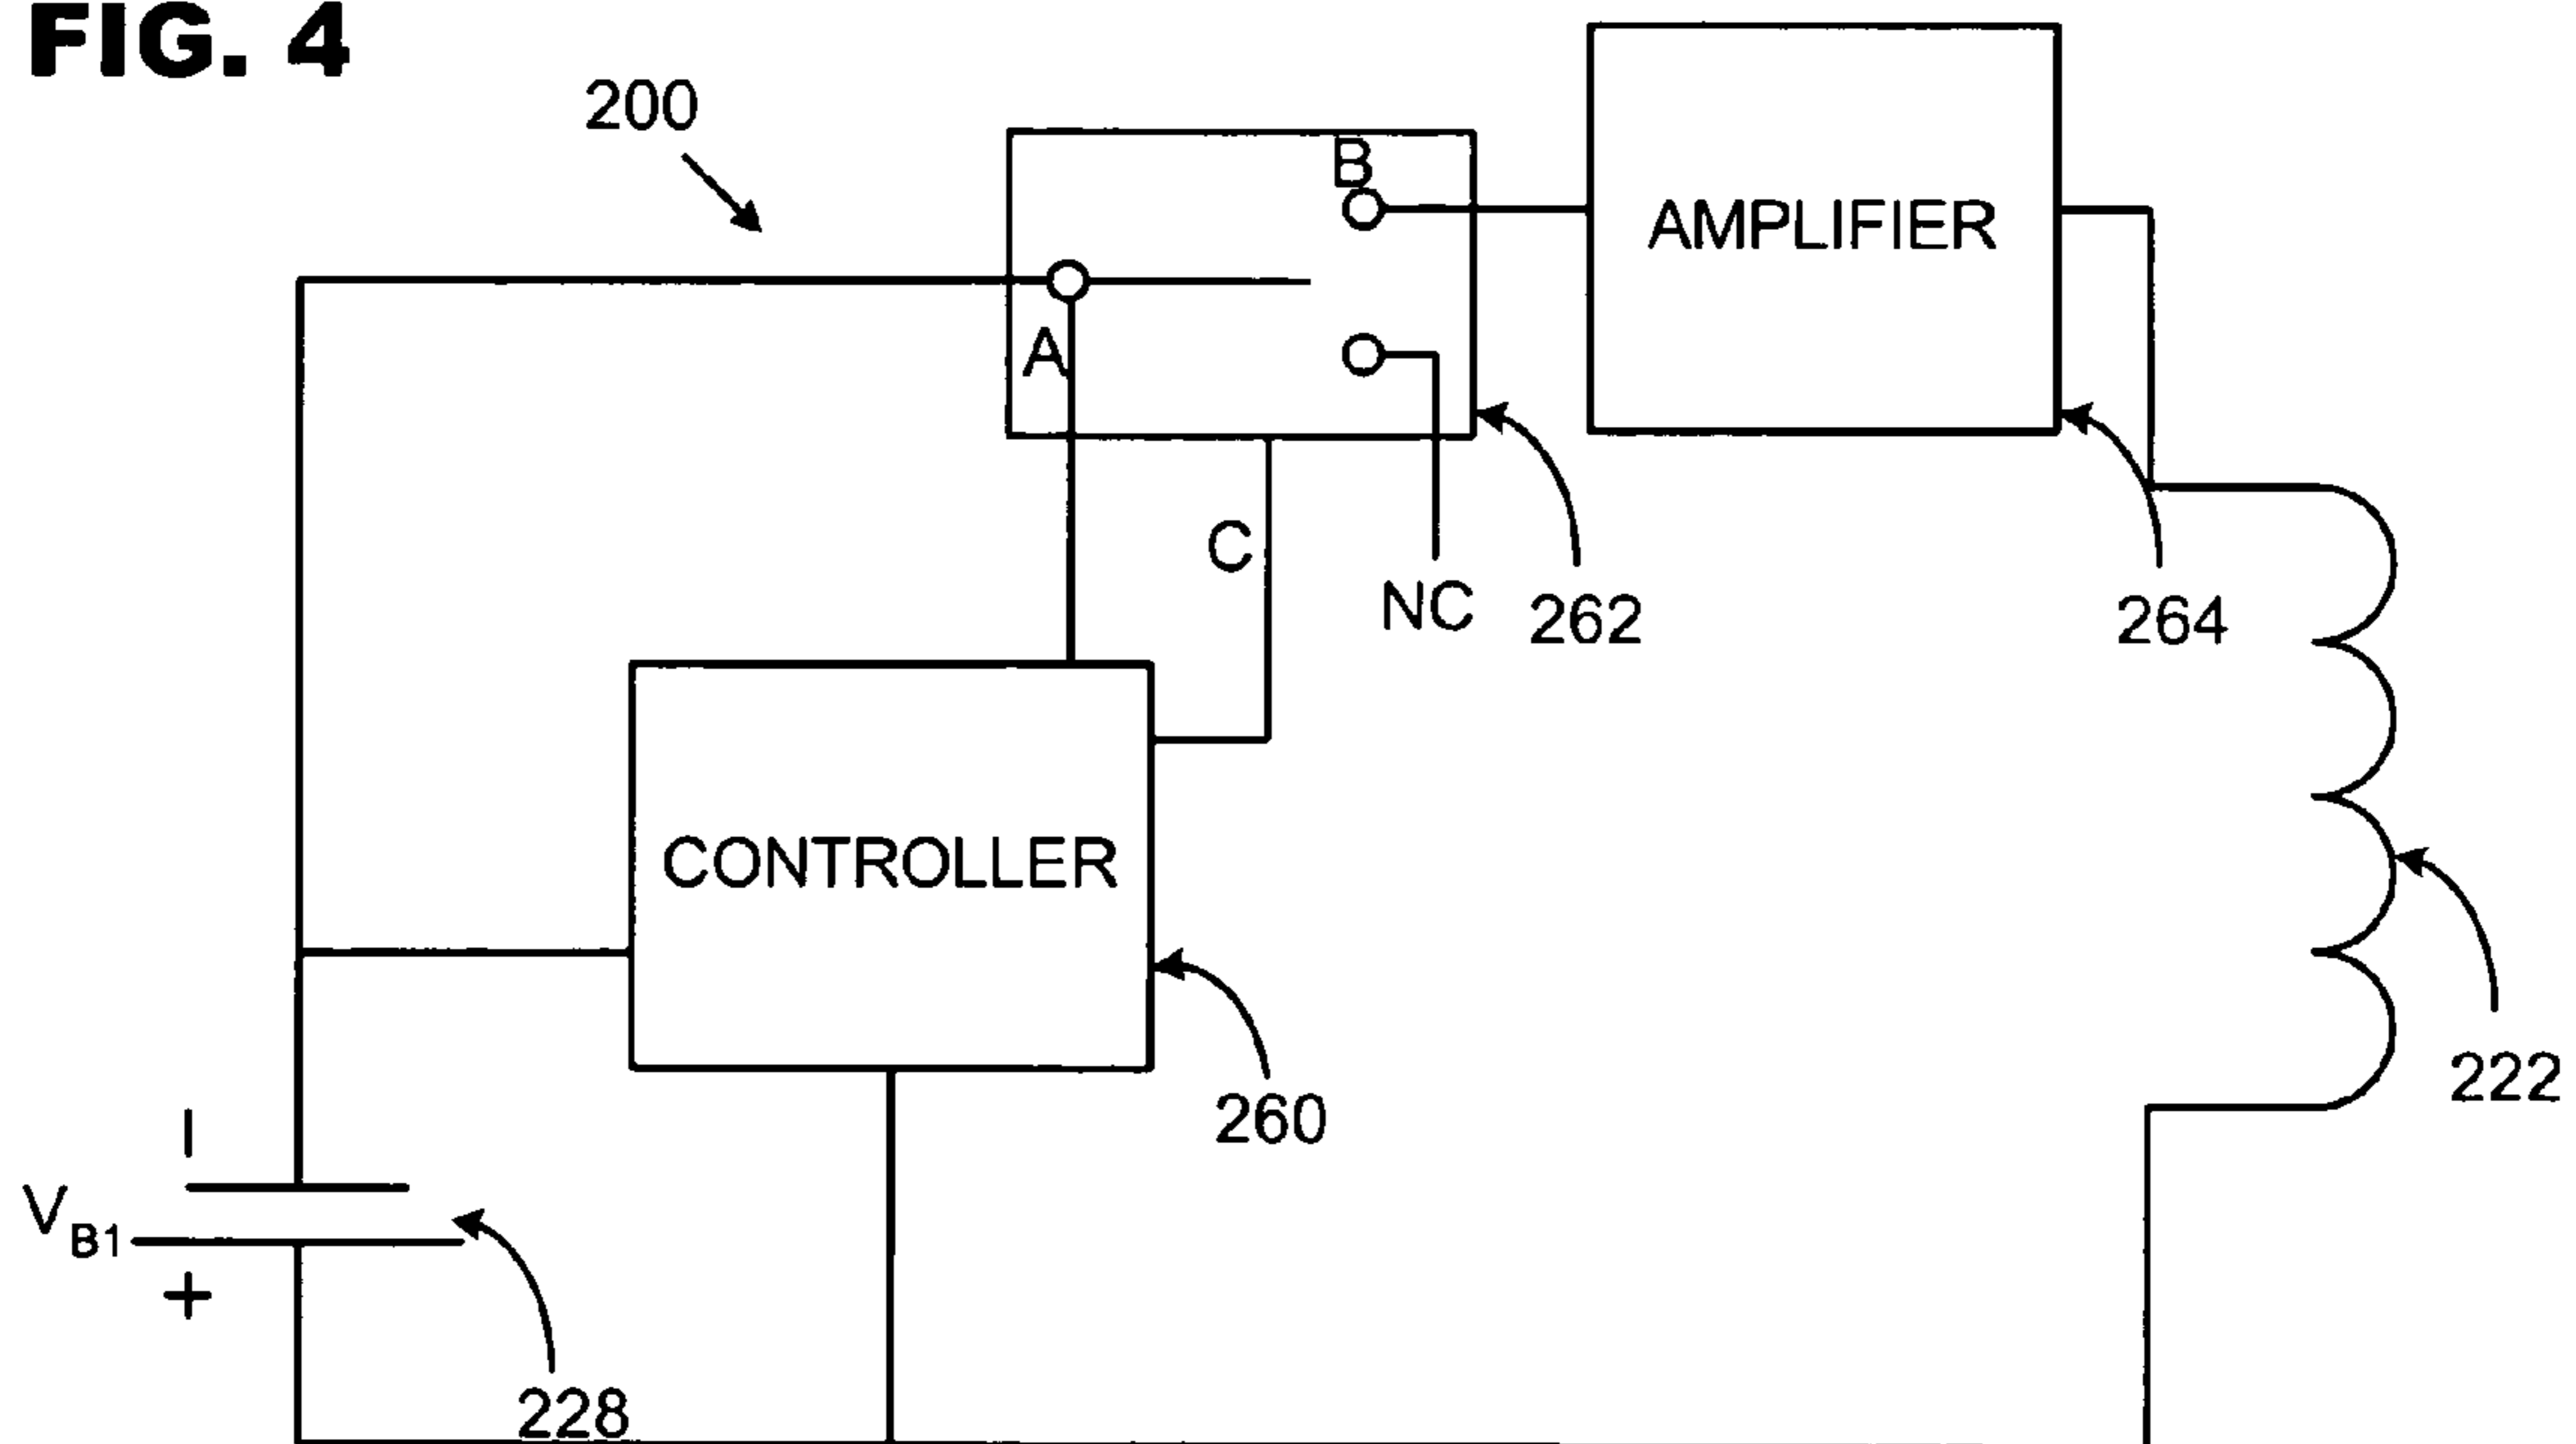 FIG. 4
200
B
AMPLIFIER
A
C
NC
262
264
CONTROLLER
260
222
−
V B1
+
228